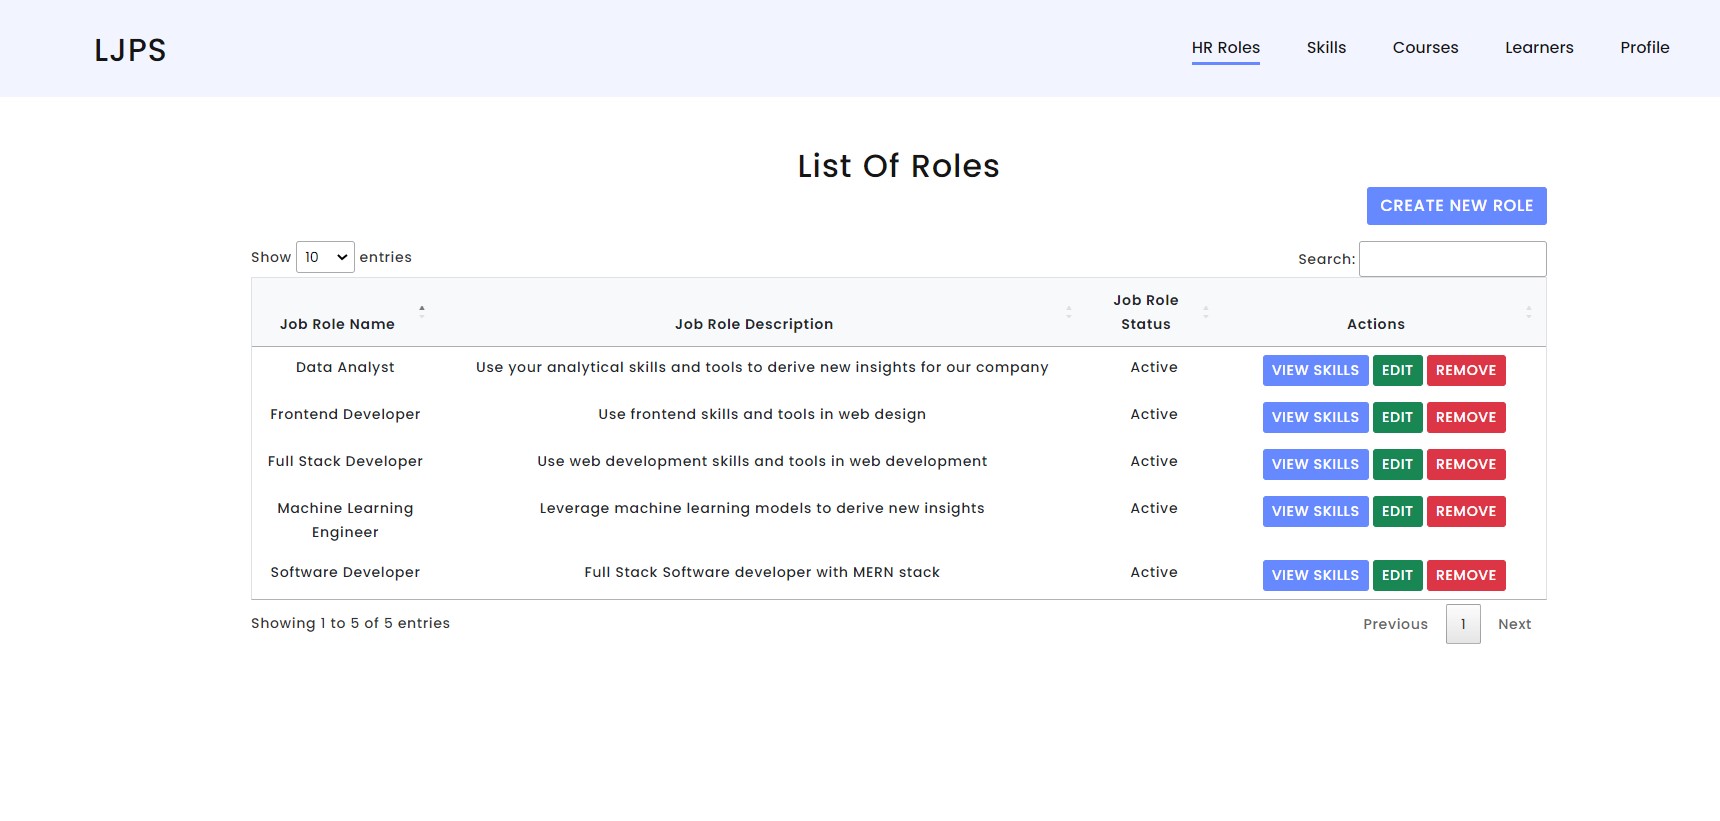 LJPS
HR Roles Skills Courses Learners Profile
List Of Roles
CREATE NEW ROLE
Show 10 entries
Search:
Job Role Name Job Role Description Job Role Status Actions
Data Analyst Use your analytical skills and tools to derive new insights for our company Active VIEW SKILLS EDIT REMOVE
Frontend Developer Use frontend skills and tools in web design Active VIEW SKILLS EDIT REMOVE
Full Stack Developer Use web development skills and tools in web development Active VIEW SKILLS EDIT REMOVE
Machine Learning Engineer Leverage machine learning models to derive new insights Active VIEW SKILLS EDIT REMOVE
Software Developer Full Stack Software developer with MERN stack Active VIEW SKILLS EDIT REMOVE
Showing 1 to 5 of 5 entries
Previous 1 Next